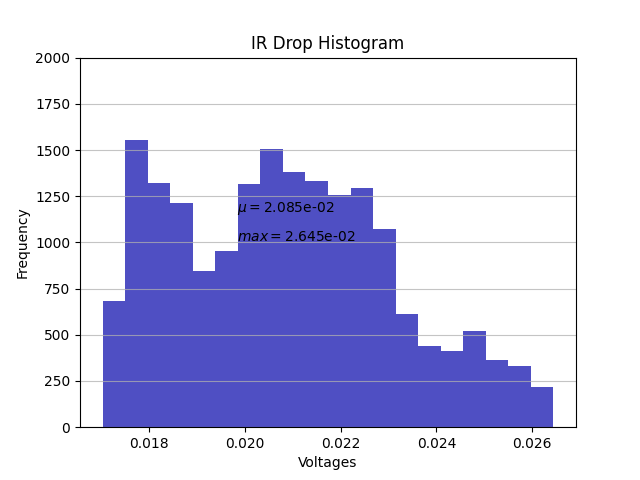 IR Drop Histogram
2000
1750
1500
1250
1000
750
500
250
0
Frequency
μ = 2.085e-02
max = 2.645e-02
0.018 0.020 0.022 0.024 0.026
Voltages